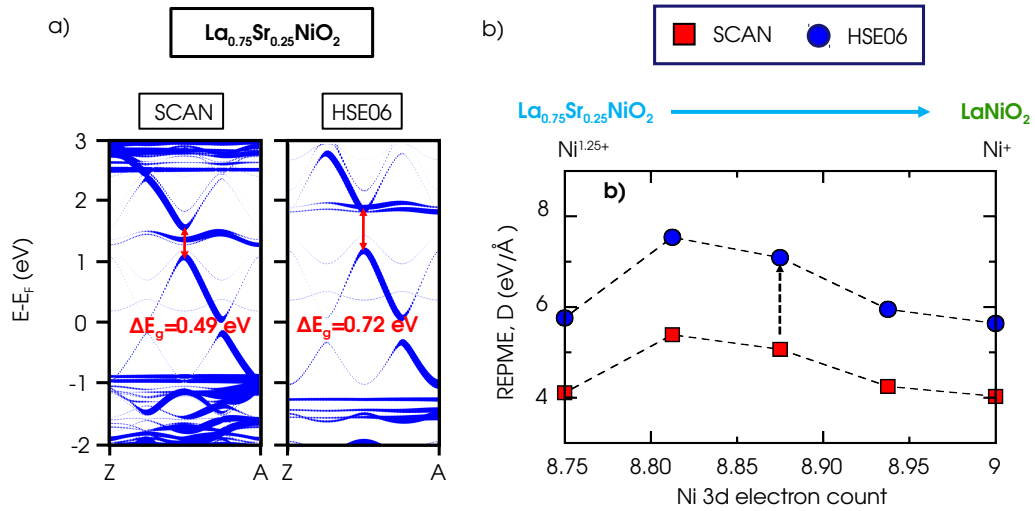 a)
La0.75Sr0.25NiO2
SCAN
HSE06
E-EF (eV)
3
2
1
0
-1
-2
ΔEg=0.49 eV
ΔEg=0.72 eV
Z
A
Z
A
b)
SCAN
HSE06
La0.75Sr0.25NiO2
LaNiO2
Ni1.25+
Ni+
b)
REPME, D (eV/Å)
8
6
4
8.75
8.80
8.85
8.90
8.95
9
Ni 3d electron count